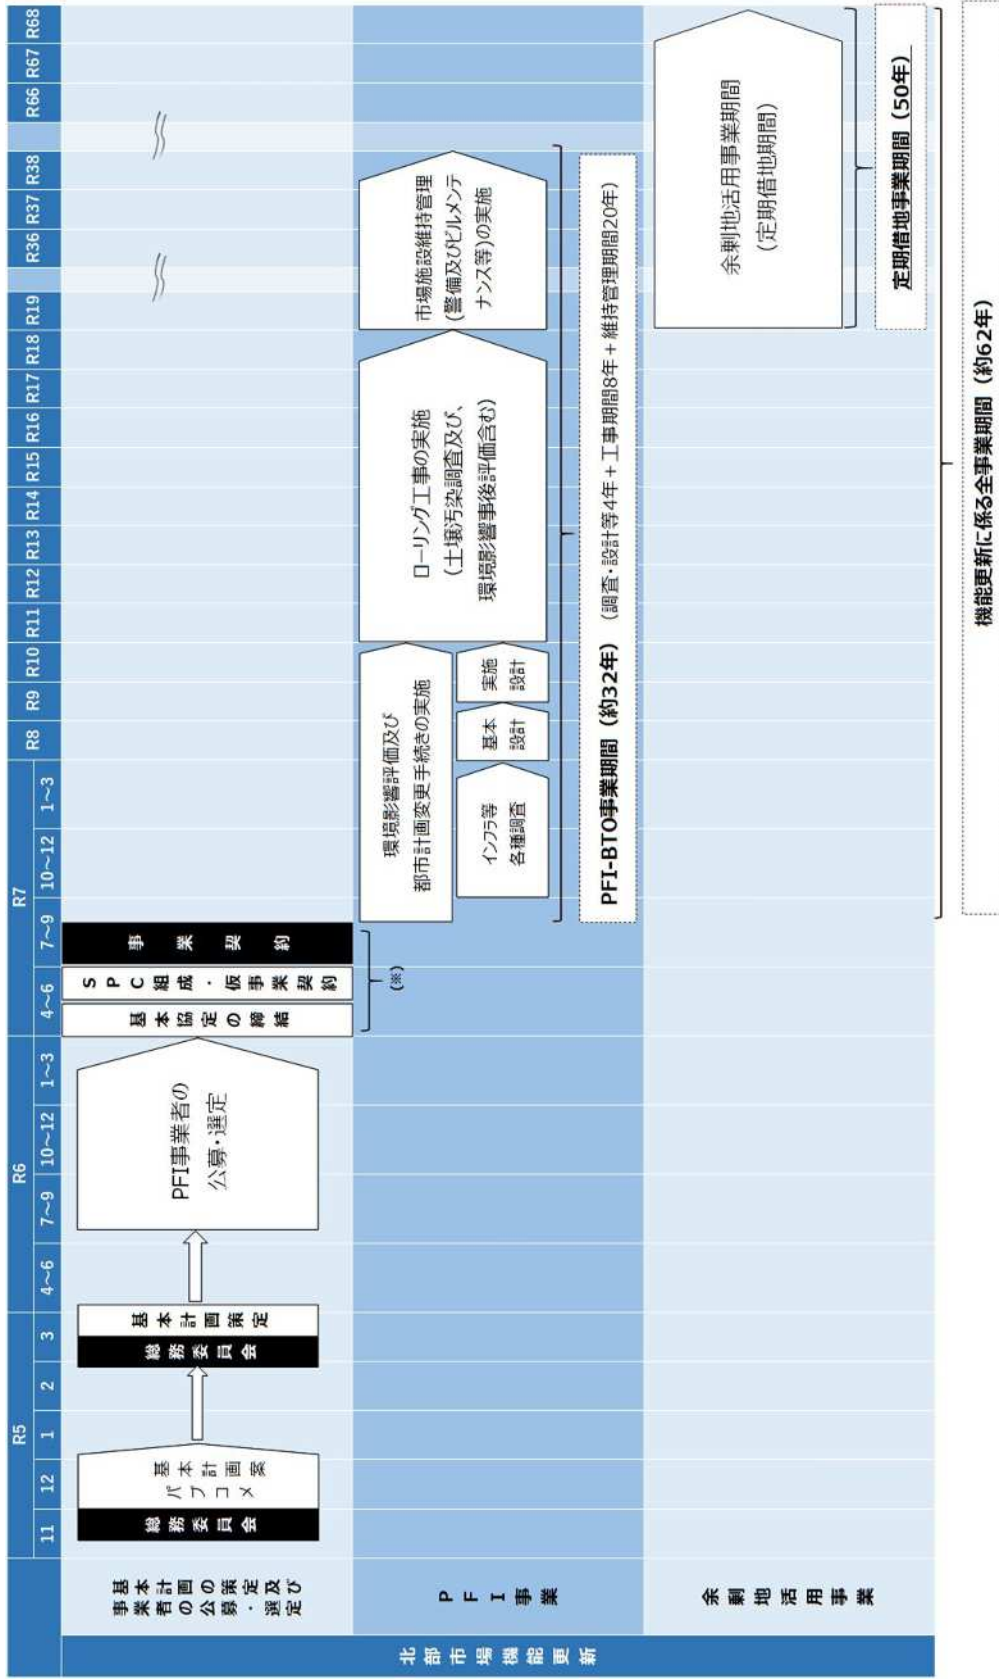 R5
R6
R7
R8
R9
R10
R11
R12
R13
R14
R15
R16
R17
R18
R19
R36
R37
R38
R66
R67
R68
11
12
1
2
3
4~6
7~9
10~12
1~3
4~6
7~9
10~12
1~3
北部市場機能更新
基本計画の策定及び
事業者の公募・選定
総務委員会
基本計画案
パブコメ
総務委員会
基本計画策定
PFI事業者の
公募・選定
基本協定の締結
SPC組成・仮事業契約
事業契約
(※)
PFI事業
環境影響評価及び
都市計画変更手続きの実施
インフラ等
各種調査
基本
設計
実施
設計
ローリング工事の実施
(土壌汚染調査及び、
環境影響事後評価含む)
市場施設維持管理
(警備及びビルメンテ
ナンス等)の実施
PFI-BTO事業期間(約32年) (調査・設計等4年+工事期間8年+維持管理期間20年)
余剰地活用事業
余剰地活用事業期間
(定期借地期間)
定期借地事業期間(50年)
機能更新に係る全事業期間(約62年)